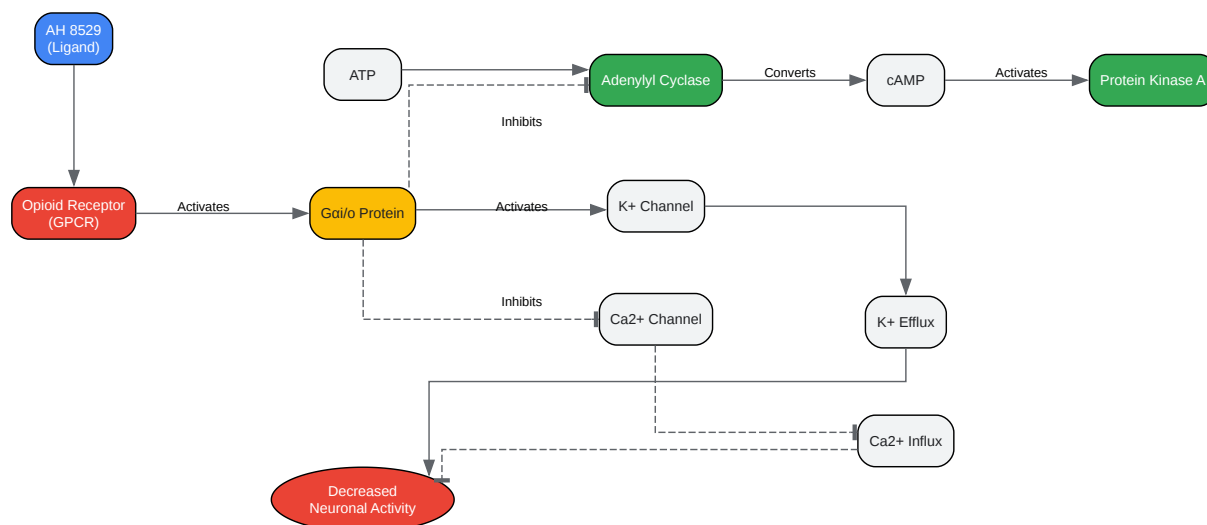 AH 8529
(Ligand)
ATP
Adenylyl Cyclase
Converts
cAMP
Activates
Protein Kinase A
Inhibits
Opioid Receptor
(GPCR)
Activates
Gαi/o Protein
Activates
K+ Channel
Inhibits
Ca2+ Channel
K+ Efflux
Ca2+ Influx
Decreased
Neuronal Activity